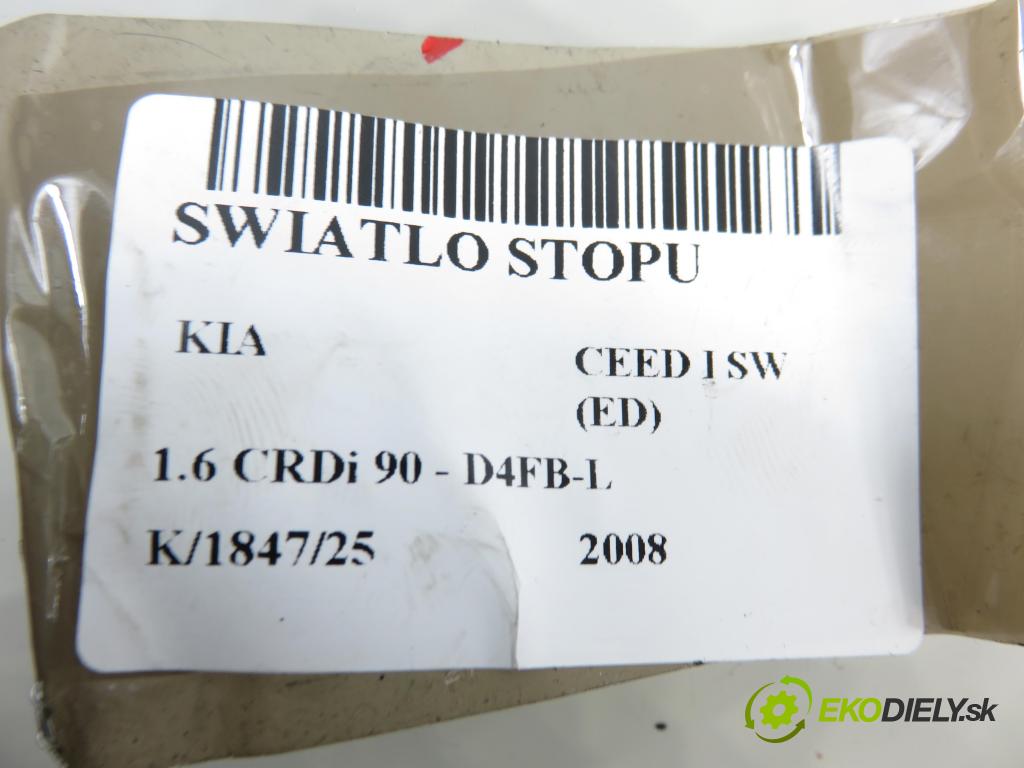 SWIATLO STOPU
KIA
CEED I SW
(ED)
1.6 CRDi 90 - D4FB-L
K/1847/25
2008
EKODIELY.sk